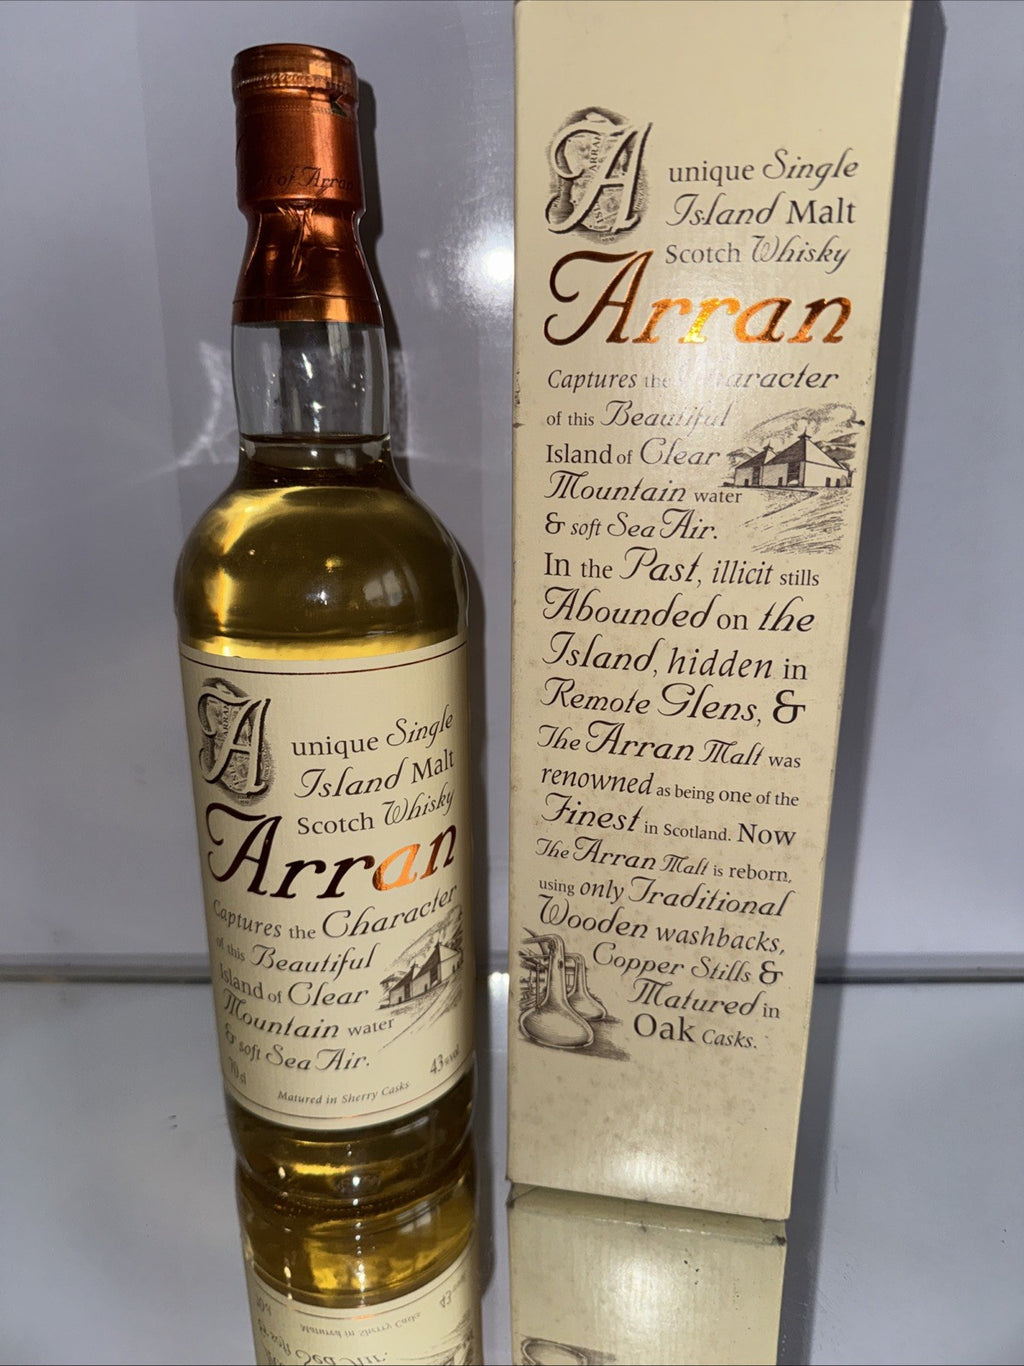 of Arran
A unique Single
Island Malt
Scotch Whisky
Arran
Captures the Character
of this Beautiful
Island of Clear
Mountain water
& soft Sea Air.
70cl
43%vol
Matured in Sherry Casks
A unique Single
Island Malt
Scotch Whisky
Arran
Captures the Character
of this Beautiful
Island of Clear
Mountain water
& soft Sea Air.
In the Past, illicit stills
Abounded on the
Island, hidden in
Remote Glens, &
The Arran Malt was
renowned as being one of the
Finest in Scotland. Now
The Arran Malt is reborn,
using only Traditional
Wooden washbacks,
Copper Stills &
Matured in
Oak Casks.